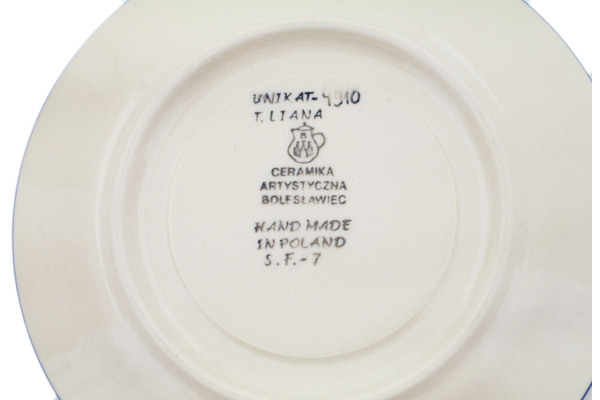 UNIKAT-4910
T. LIANA
B
CERAMIKA
ARTYSTYCZNA
BOLESŁAWIEC
HAND MADE
IN POLAND
S.F.-7